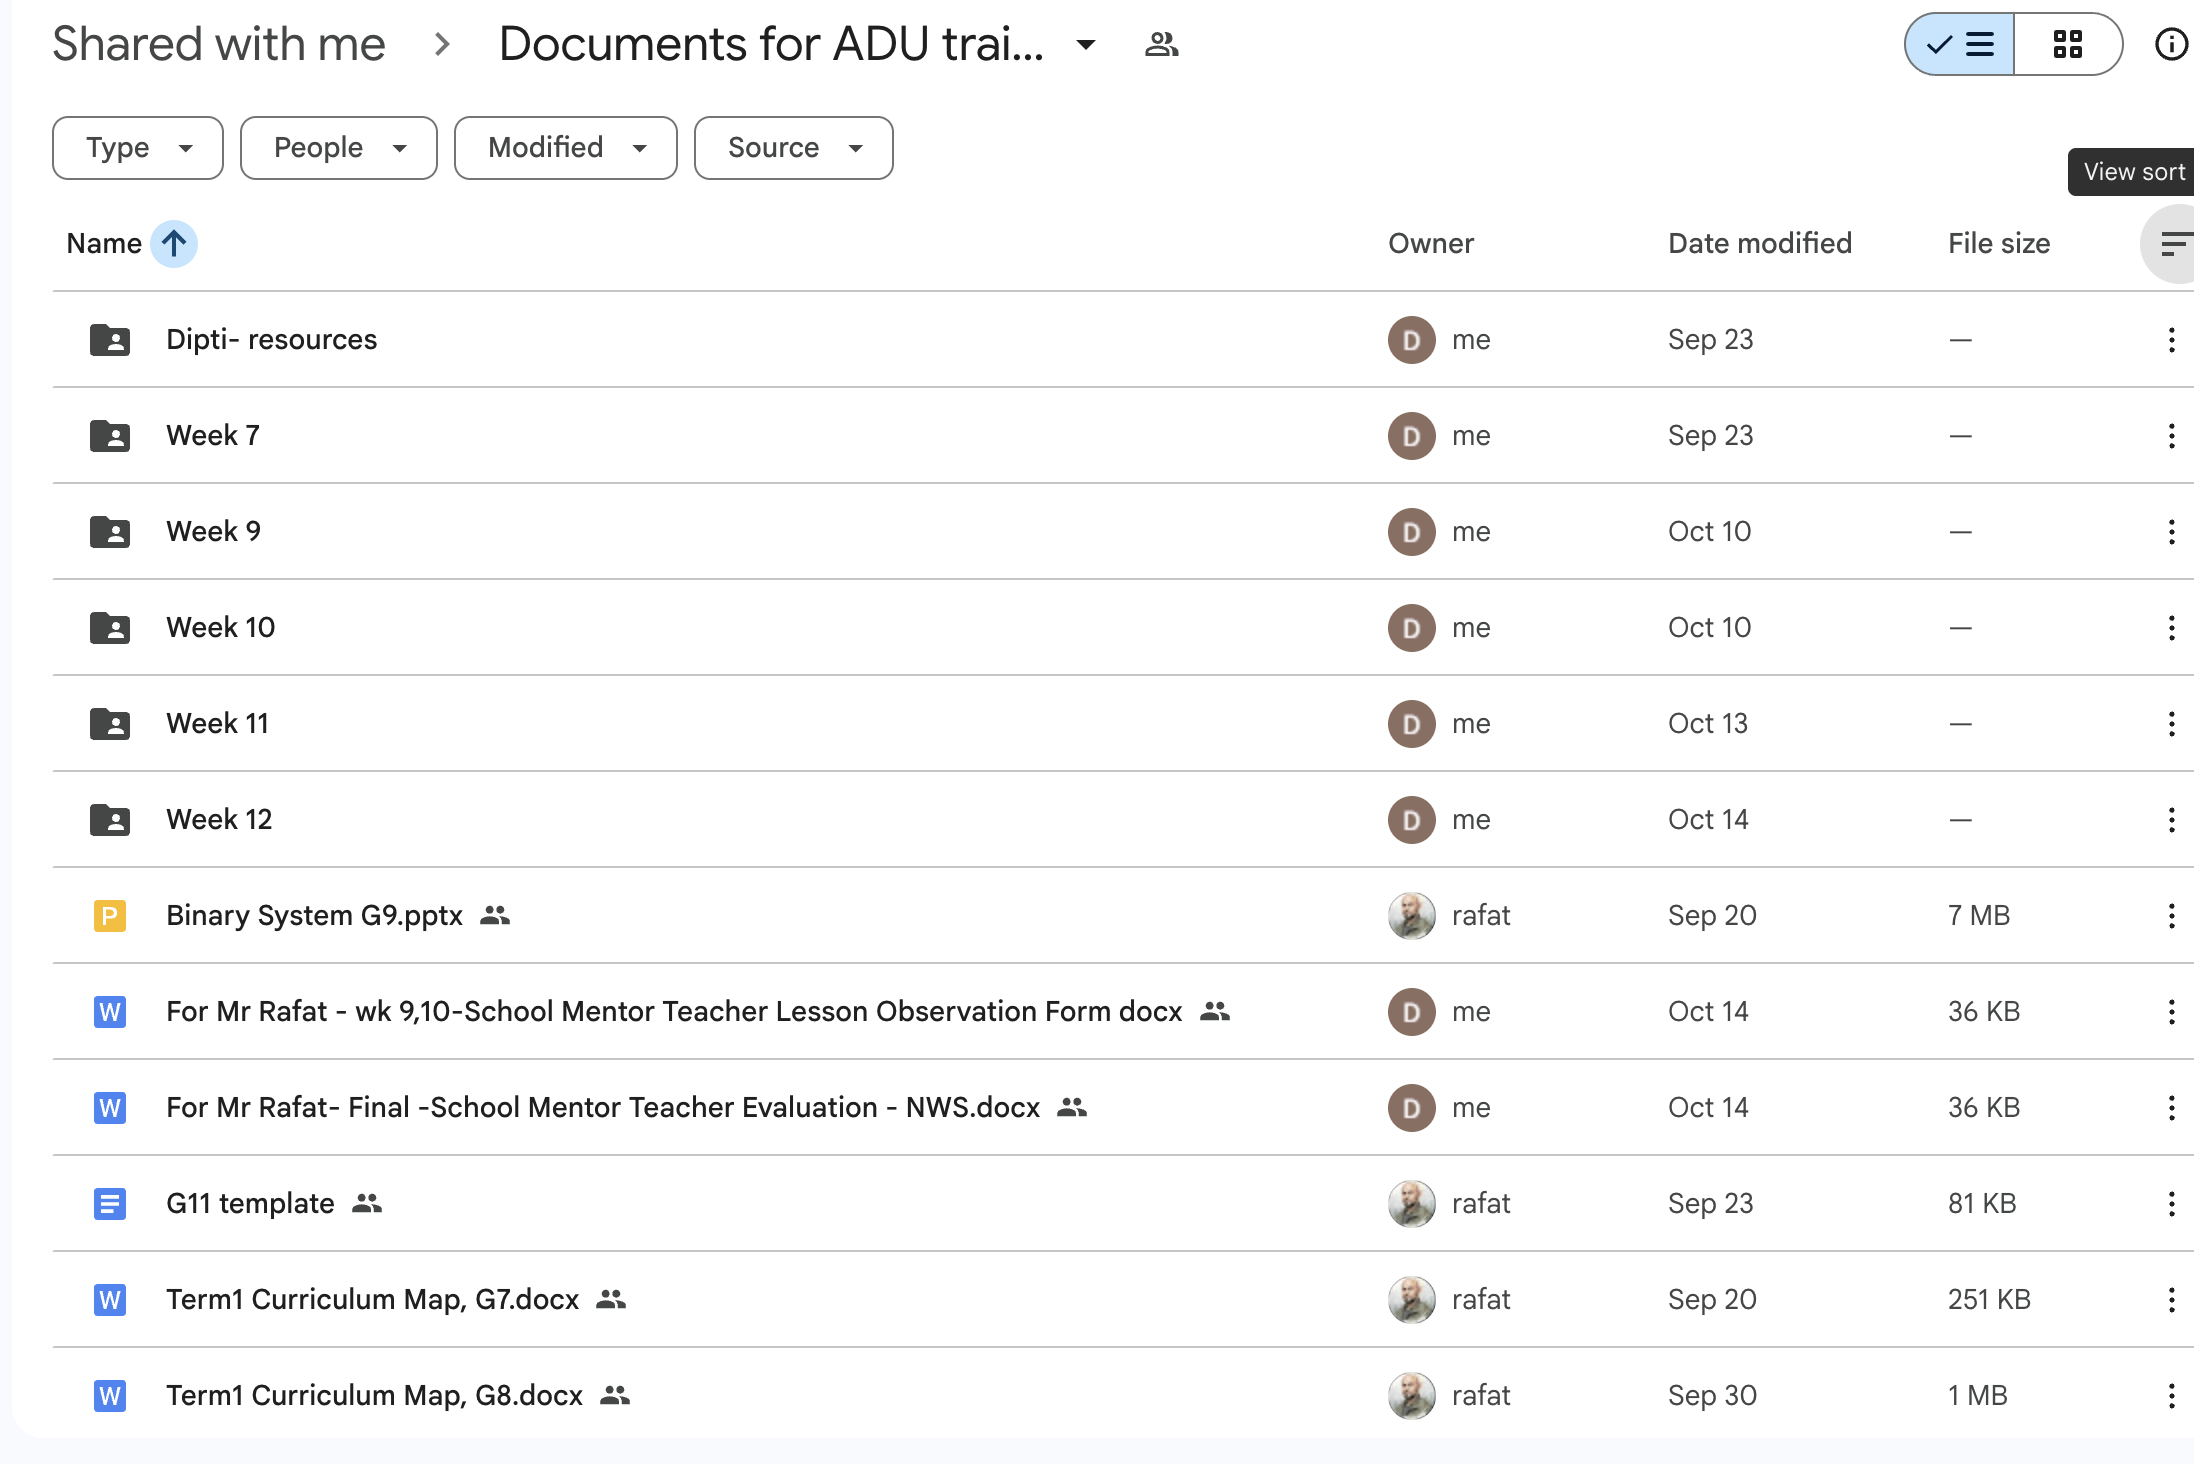 Shared with me > Documents for ADU trai...
Type People Modified Source
View sort
Name Owner Date modified File size
Dipti- resources D me Sep 23 —
Week 7 D me Sep 23 —
Week 9 D me Oct 10 —
Week 10 D me Oct 10 —
Week 11 D me Oct 13 —
Week 12 D me Oct 14 —
P Binary System G9.pptx rafat Sep 20 7 MB
W For Mr Rafat - wk 9,10-School Mentor Teacher Lesson Observation Form docx D me Oct 14 36 KB
W For Mr Rafat- Final -School Mentor Teacher Evaluation - NWS.docx D me Oct 14 36 KB
G11 template rafat Sep 23 81 KB
W Term1 Curriculum Map, G7.docx rafat Sep 20 251 KB
W Term1 Curriculum Map, G8.docx rafat Sep 30 1 MB